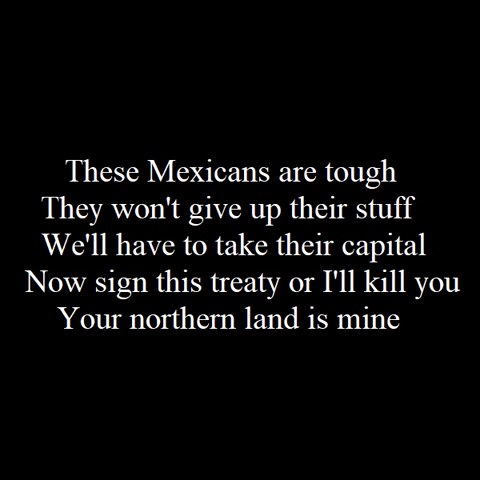 These Mexicans are tough
They won't give up their stuff
We'll have to take their capital
Now sign this treaty or I'll kill you
Your northern land is mine